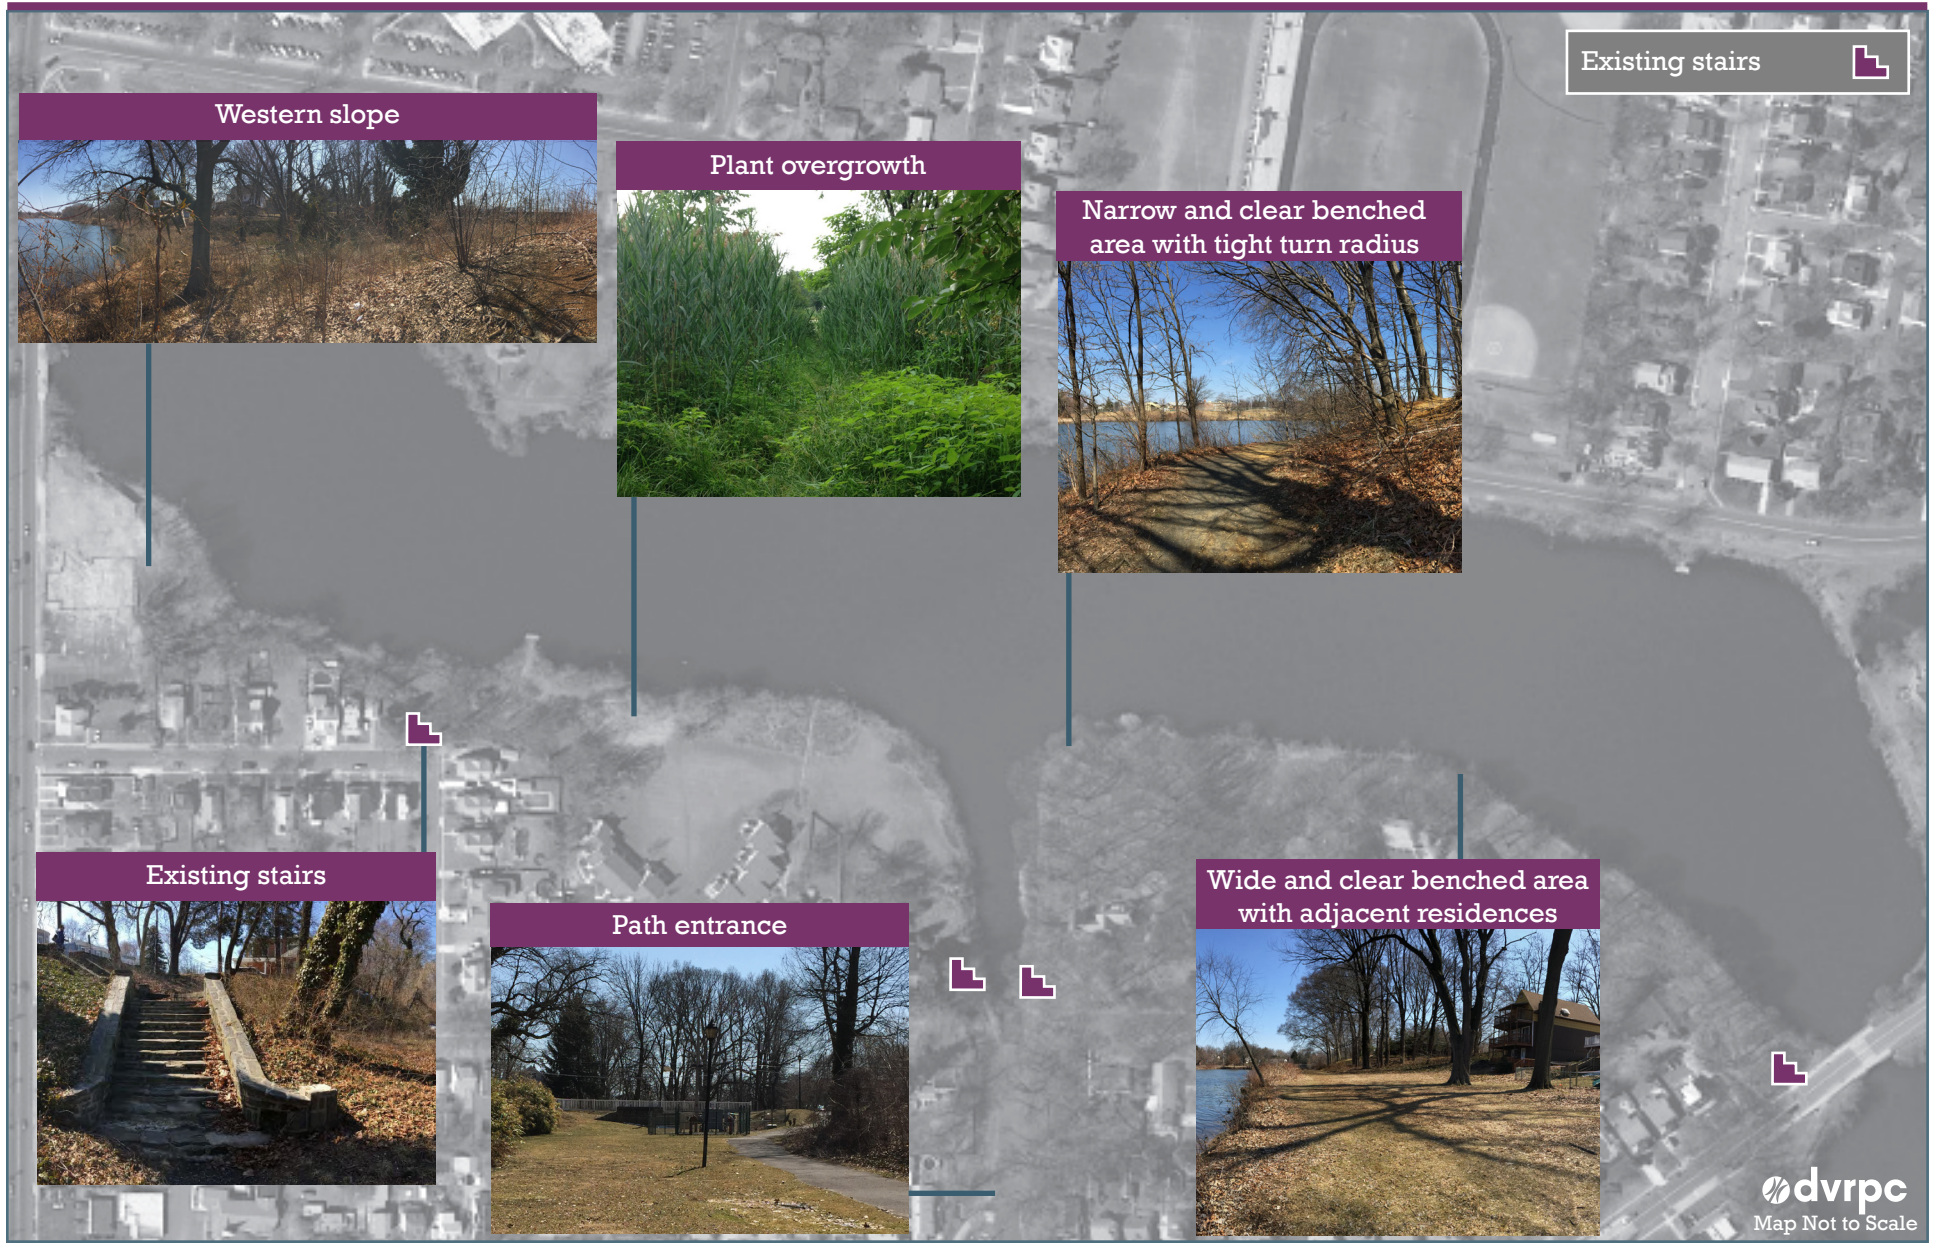 Existing stairs
Western slope
Plant overgrowth
Narrow and clear benched
area with tight turn radius
Existing stairs
Path entrance
Wide and clear benched area
with adjacent residences
dvrpc
Map Not to Scale